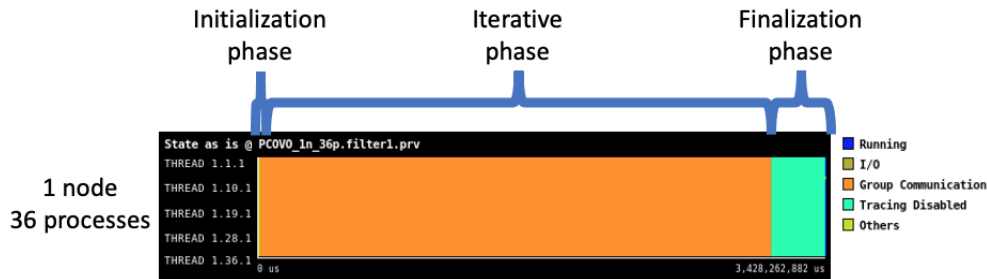 Initialization
phase
Iterative
phase
Finalization
phase
1 node
36 processes
State as is @ PCOVO_1n_36p.filter1.prv
THREAD 1.1.1
THREAD 1.10.1
THREAD 1.19.1
THREAD 1.28.1
THREAD 1.36.1
0 us
3,428,262,882 us
Running
I/O
Group Communication
Tracing Disabled
Others